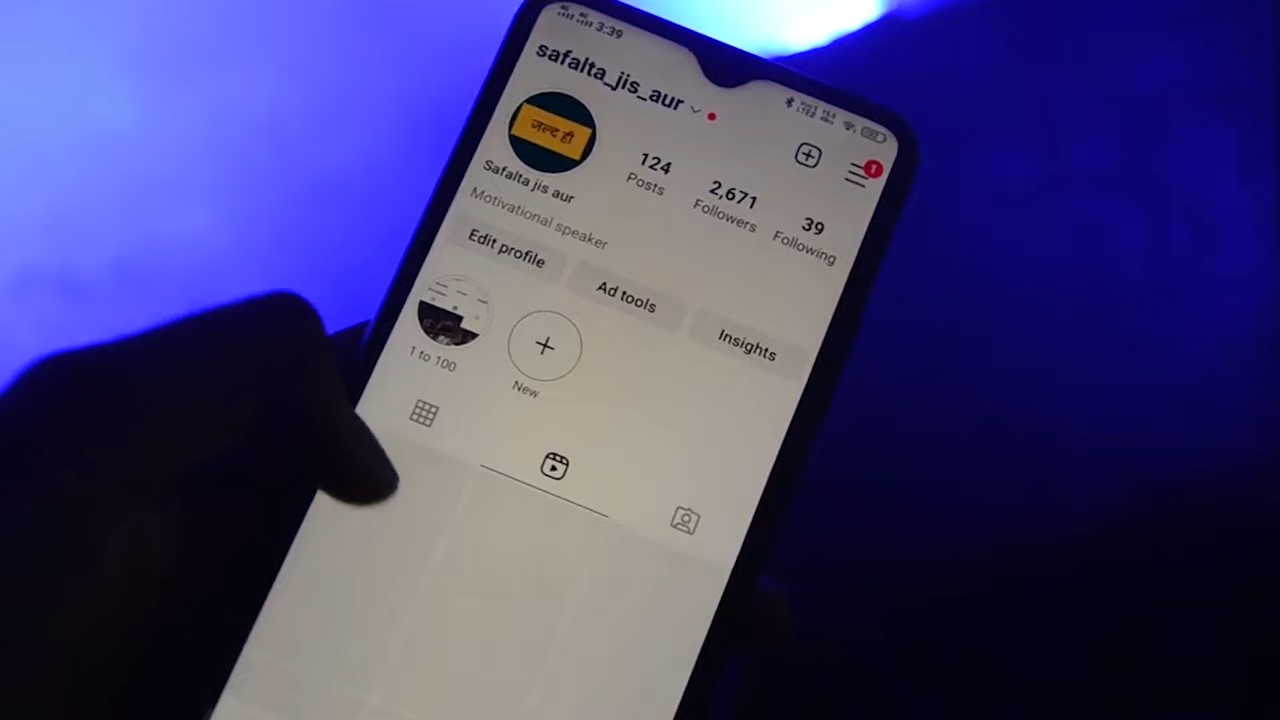 3:39
safalta_jis_aur
जल्द ही
124
Posts
2,671
Followers
39
Following
1
Safalta jis aur
Motivational speaker
Edit profile
Ad tools
Insights
1 to 100
New